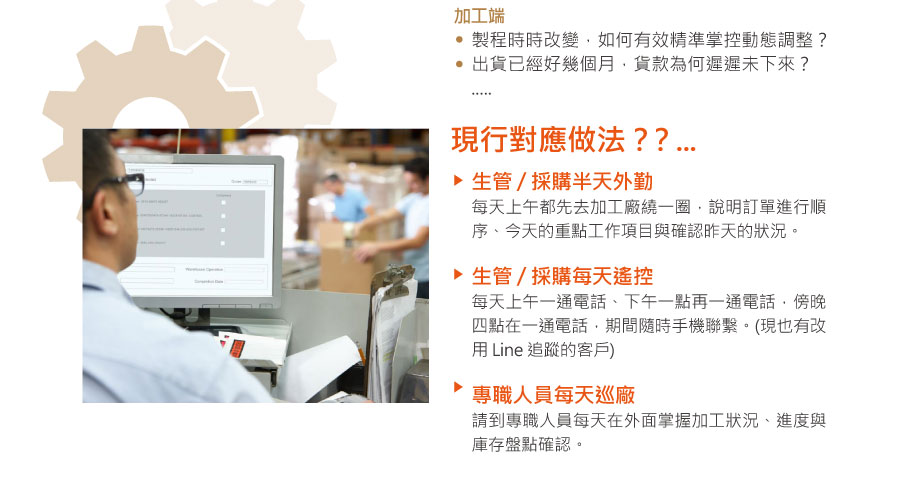 加工端
• 製程時時改變，如何有效精準掌控動態調整？
• 出貨已經好幾個月，貨款為何遲遲未下來？
.....
現行對應做法？？...
生管 / 採購半天外勤
每天上午都先去加工廠繞一圈，說明訂單進行順
序、今天的重點工作項目與確認昨天的狀況。
生管 / 採購每天遙控
每天上午一通電話、下午一點再一通電話，傍晚
四點在一通電話，期間隨時手機聯繫。(現也有改
用 Line 追蹤的客戶)
專職人員每天巡廠
請到專職人員每天在外面掌握加工狀況、進度與
庫存盤點確認。